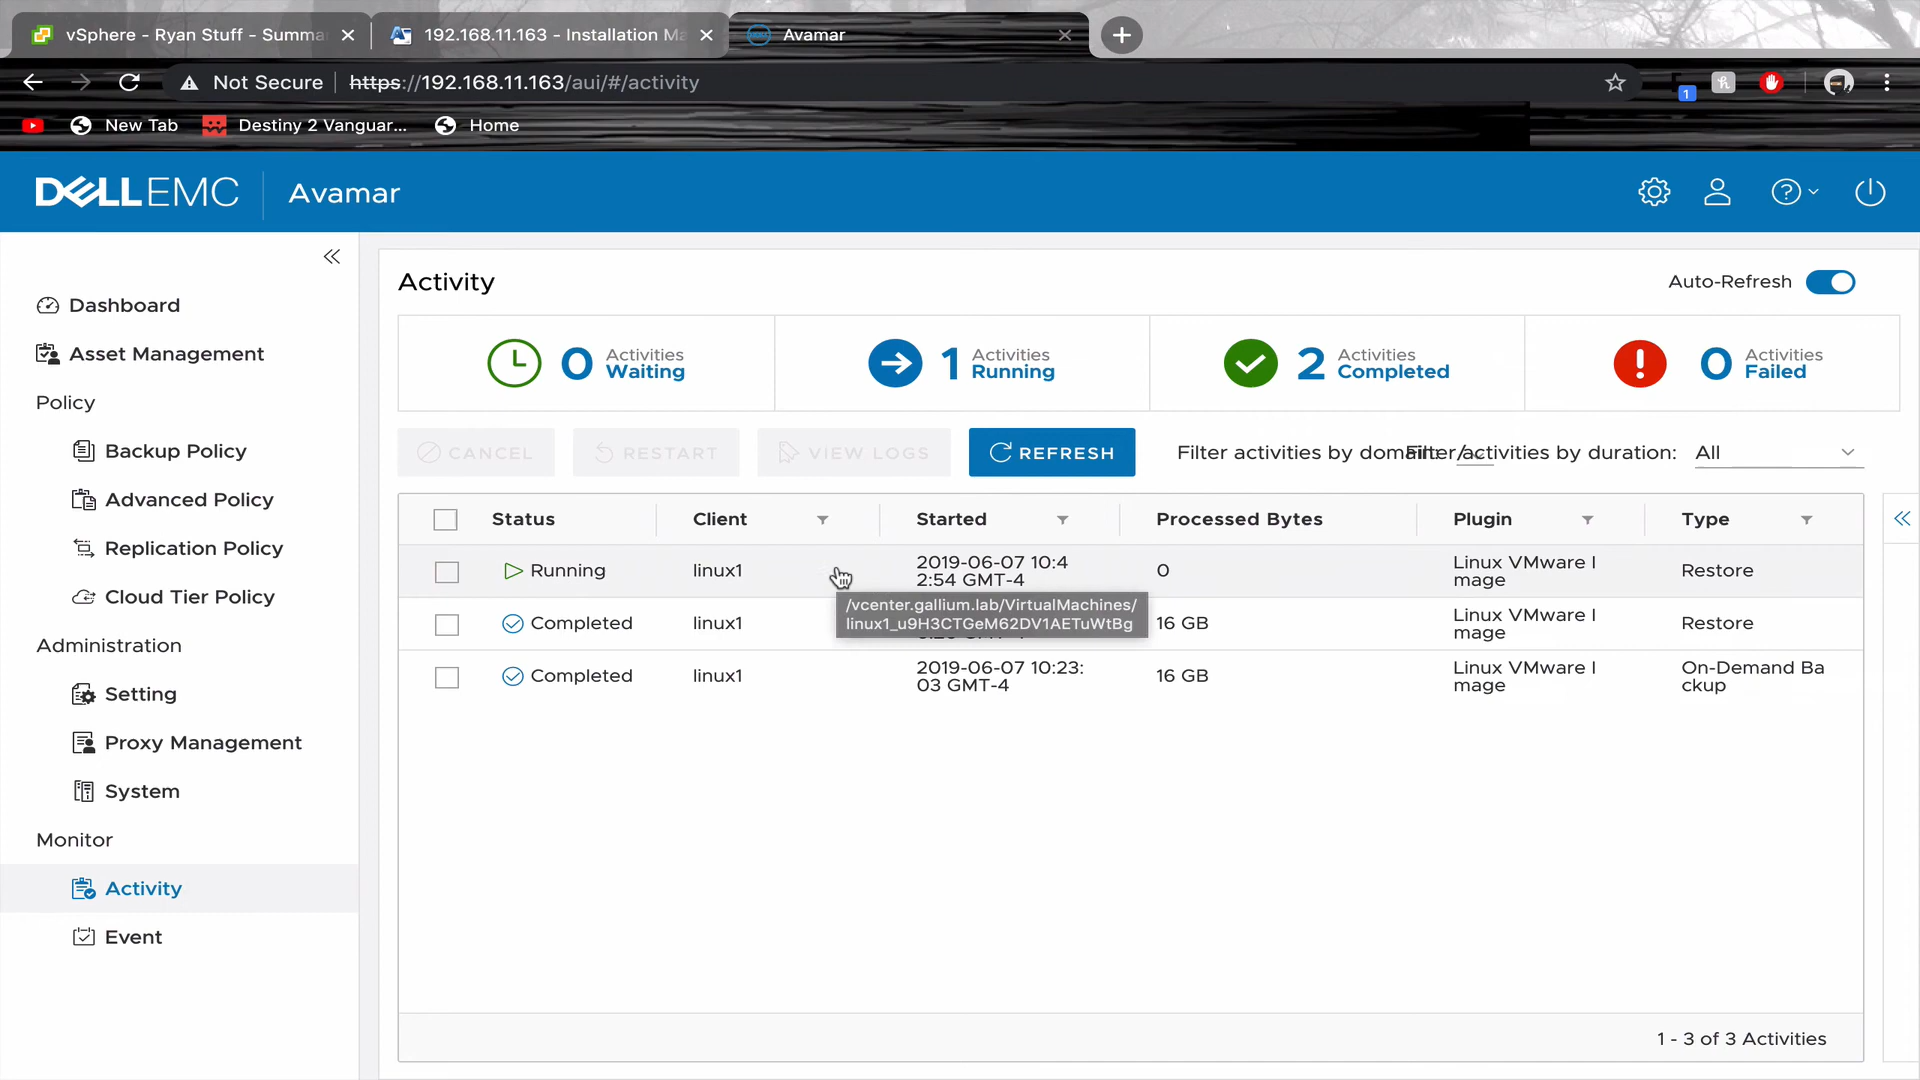 vSphere - Ryan Stuff - Summa
192.168.11.163 - Installation Ma
Avamar
Not Secure
https://192.168.11.163/aui/#/activity
1
New Tab
Destiny 2 Vanguar...
Home
DELLEMC
Avamar
Dashboard
Asset Management
Policy
Backup Policy
Advanced Policy
Replication Policy
Cloud Tier Policy
Administration
Setting
Proxy Management
System
Monitor
Activity
Event
Activity
Auto-Refresh
0 Activities Waiting
1 Activities Running
2 Activities Completed
0 Activities Failed
CANCEL
RESTART
VIEW LOGS
REFRESH
Filter activities by domain: /
Filter activities by duration:
All
Status Client Started Processed Bytes Plugin Type
Running linux1 2019-06-07 10:4 0 Linux VMware I Restore
2:54 GMT-4 mage
/vcenter.gallium.lab/VirtualMachines/
linux1_u9H3CTGeM62DV1AETuWtBg
Completed linux1 16 GB Linux VMware I Restore
mage
Completed linux1 2019-06-07 10:23: 16 GB Linux VMware I On-Demand Ba
03 GMT-4 mage ckup
1 - 3 of 3 Activities